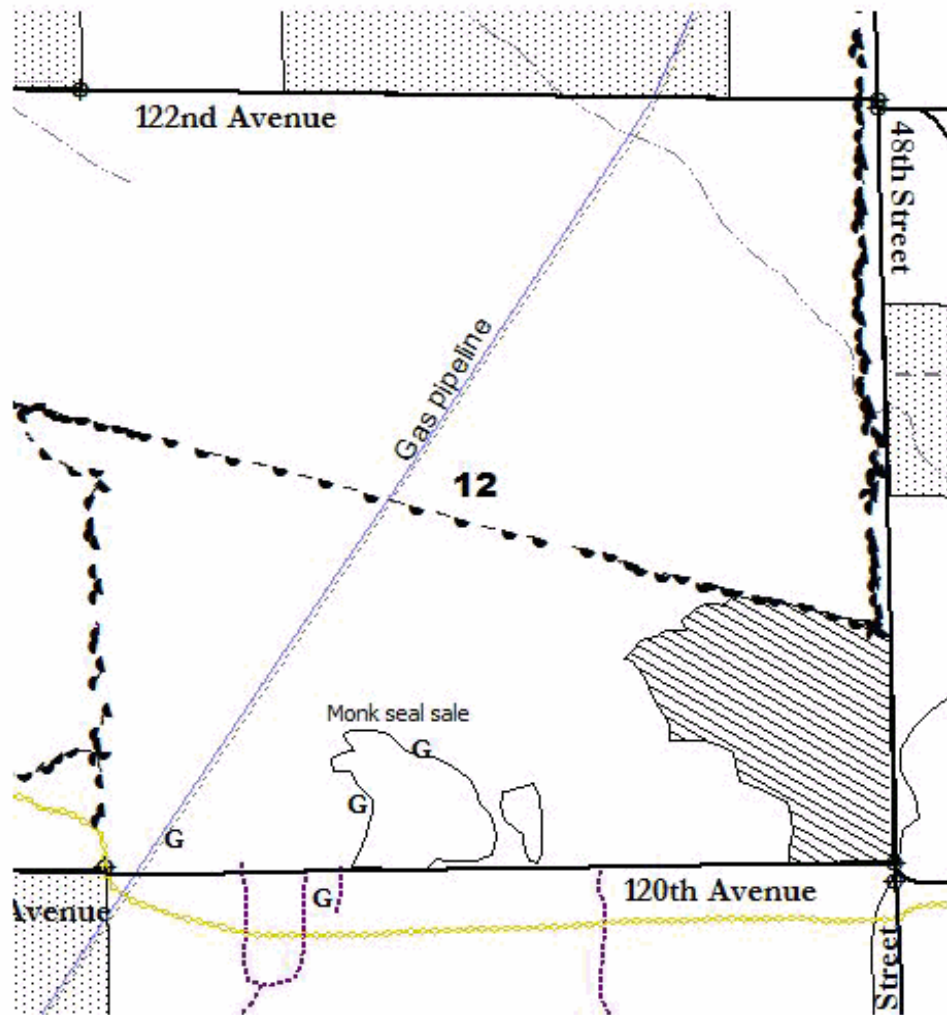 122nd Avenue
48th Street
Gas pipeline
12
Monk seal sale
G
G
G
G
120th Avenue
Avenue
Street